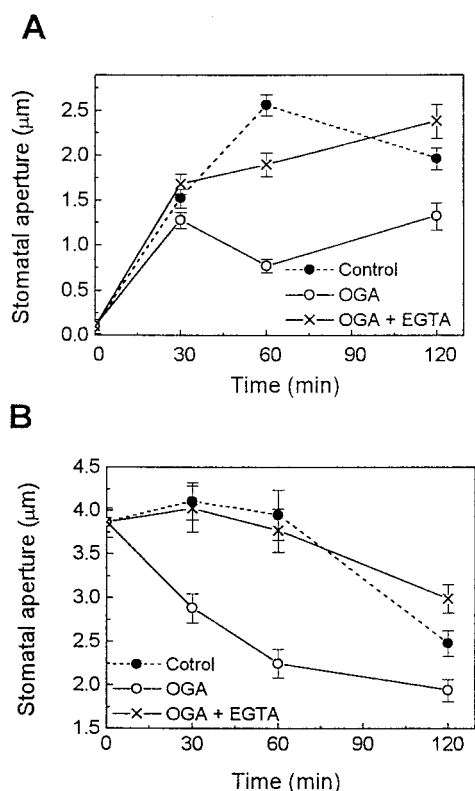 A
Stomatal aperture (µm)
2.5
2.0
1.5
1.0
0.5
0.0
Control
OGA
OGA + EGTA
0 30 60 90 120
Time (min)
B
Stomatal aperture (µm)
4.5
4.0
3.5
3.0
2.5
2.0
1.5
Cotrol
OGA
OGA + EGTA
0 30 60 90 120
Time (min)